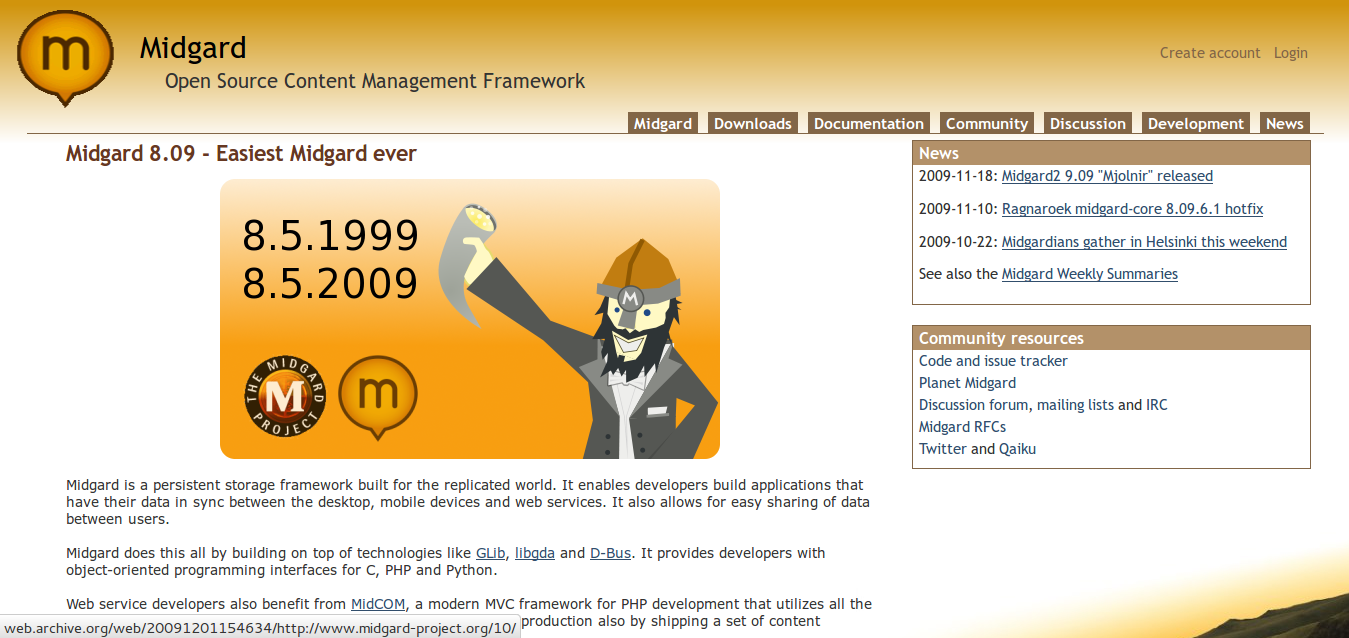 m
Midgard
Open Source Content Management Framework
Create account Login
Midgard Downloads Documentation Community Discussion Development News
Midgard 8.09 - Easiest Midgard ever
8.5.1999
8.5.2009
M
THE MIDGARD PROJECT
M
m
Midgard is a persistent storage framework built for the replicated world. It enables developers build applications that
have their data in sync between the desktop, mobile devices and web services. It also allows for easy sharing of data
between users.
Midgard does this all by building on top of technologies like GLib, libgda and D-Bus. It provides developers with
object-oriented programming interfaces for C, PHP and Python.
Web service developers also benefit from MidCOM, a modern MVC framework for PHP development that utilizes all the
production also by shipping a set of content
News
2009-11-18: Midgard2 9.09 "Mjolnir" released
2009-11-10: Ragnaroek midgard-core 8.09.6.1 hotfix
2009-10-22: Midgardians gather in Helsinki this weekend
See also the Midgard Weekly Summaries
Community resources
Code and issue tracker
Planet Midgard
Discussion forum, mailing lists and IRC
Midgard RFCs
Twitter and Qaiku
web.archive.org/web/20091201154634/http://www.midgard-project.org/10/